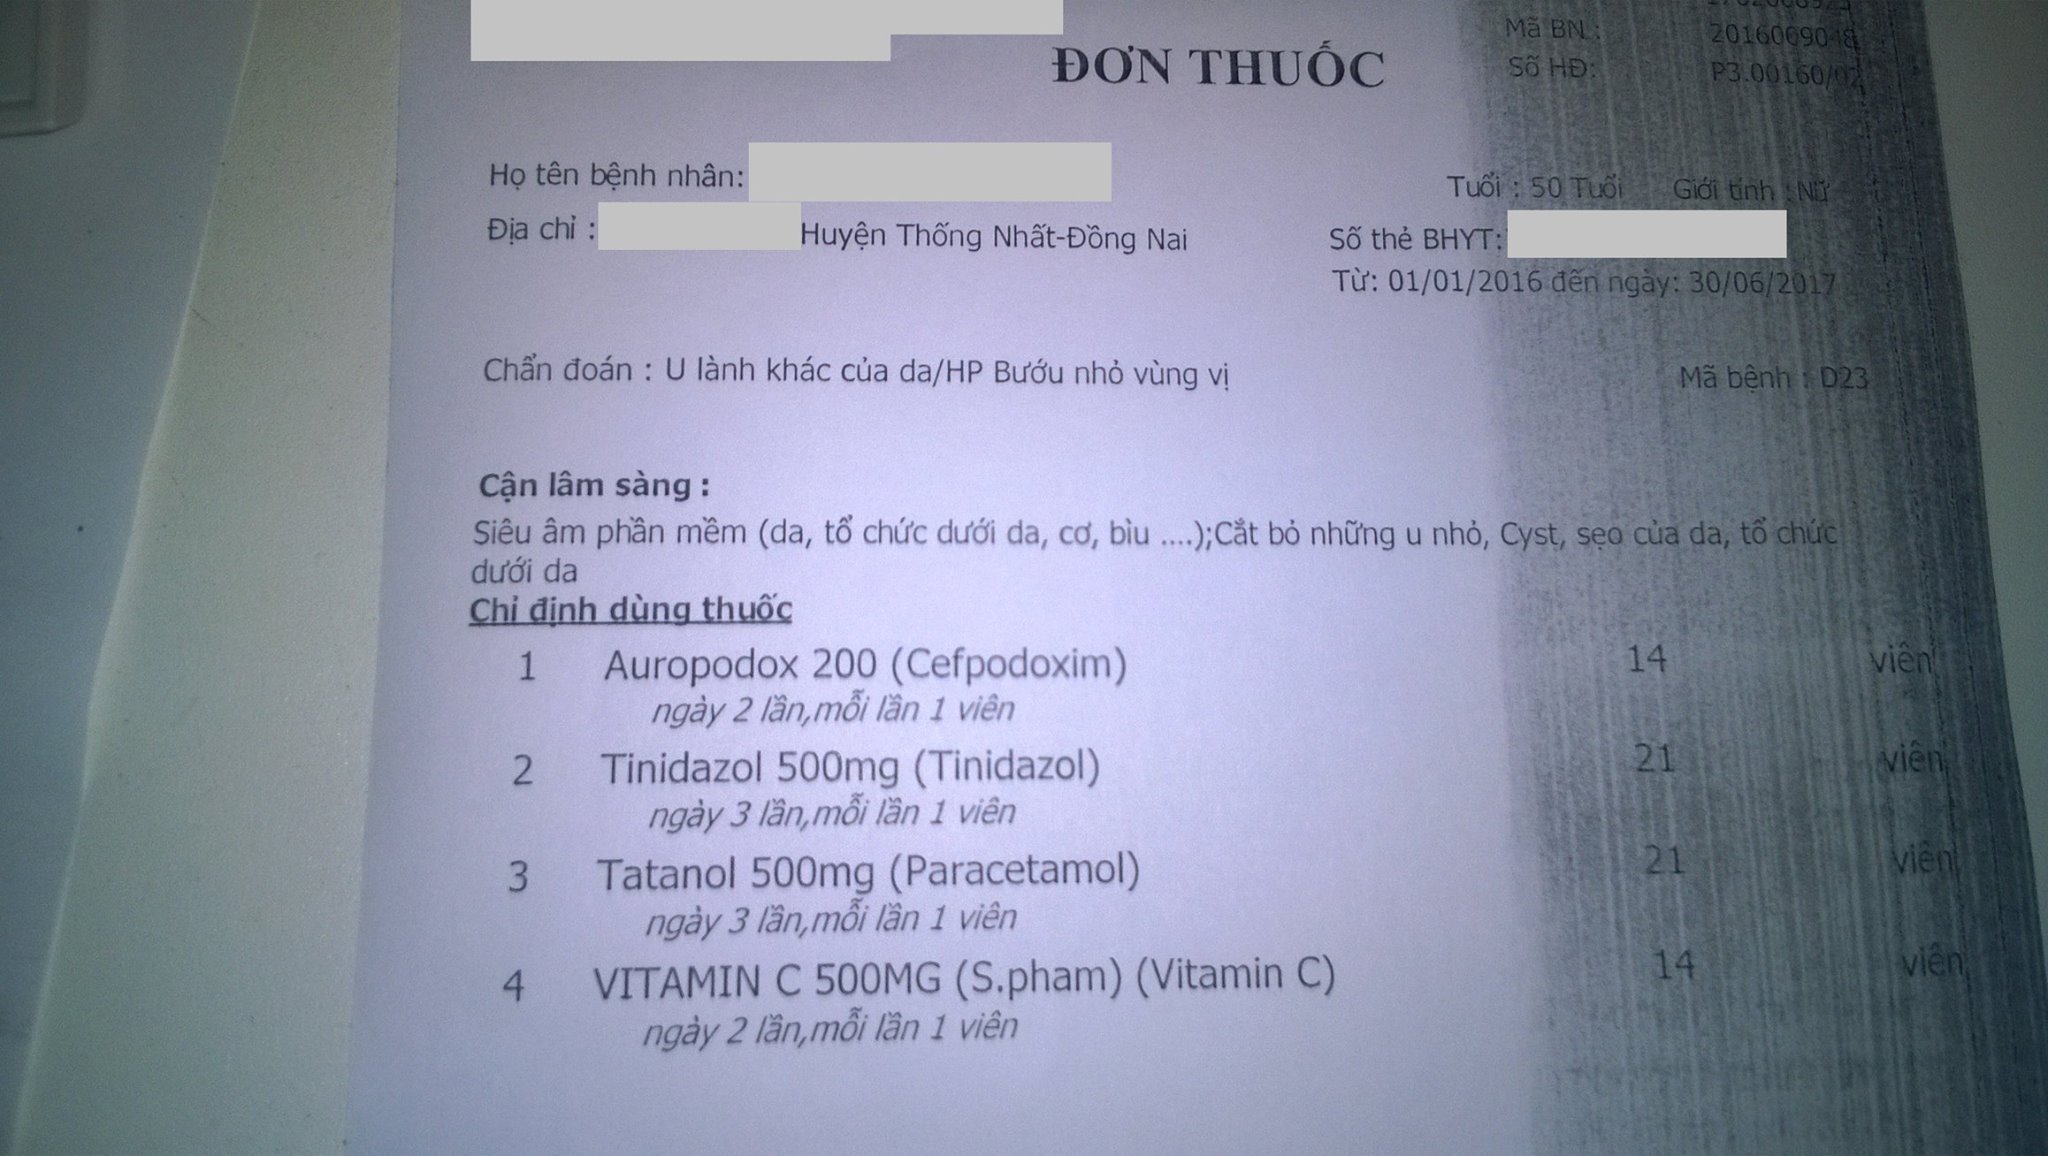 ĐƠN THUỐC
Mã BN : 2016009048
Số HĐ: P3.00160/02
Họ tên bệnh nhân:
Tuổi : 50 Tuổi Giới tính : Nữ
Địa chỉ : Huyện Thống Nhất-Đồng Nai
Số thẻ BHYT:
Từ: 01/01/2016 đến ngày: 30/06/2017
Chẩn đoán : U lành khác của da/HP Bướu nhỏ vùng vị
Mã bệnh : D23
Cận lâm sàng :
Siêu âm phần mềm (da, tổ chức dưới da, cơ, bìu ....);Cắt bỏ những u nhỏ, Cyst, sẹo của da, tổ chức
dưới da
Chỉ định dùng thuốc
1 Auropodox 200 (Cefpodoxim) 14 viên
ngày 2 lần,mỗi lần 1 viên
2 Tinidazol 500mg (Tinidazol) 21 viên
ngày 3 lần,mỗi lần 1 viên
3 Tatanol 500mg (Paracetamol) 21 viên
ngày 3 lần,mỗi lần 1 viên
4 VITAMIN C 500MG (S.pham) (Vitamin C) 14 viên
ngày 2 lần,mỗi lần 1 viên